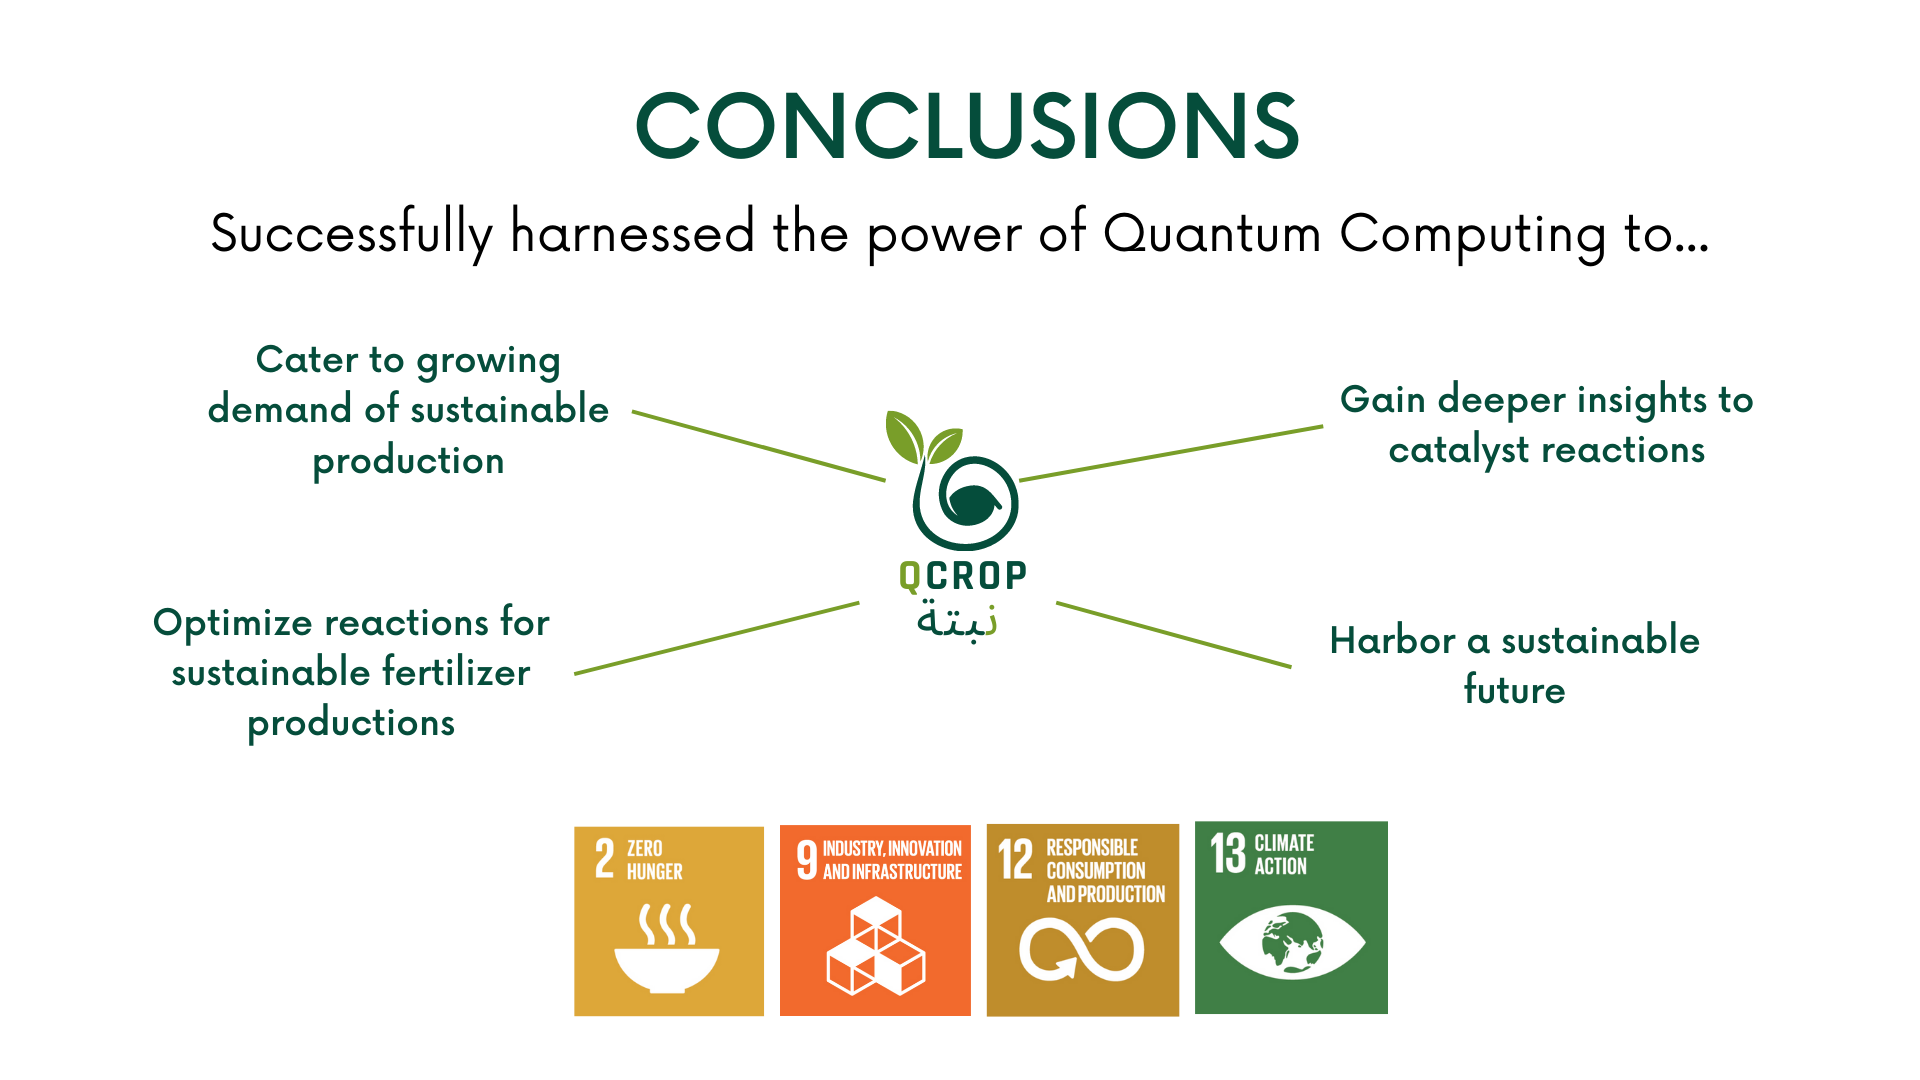 CONCLUSIONS
Successfully harnessed the power of Quantum Computing to...
Cater to growing
demand of sustainable
production
Gain deeper insights to
catalyst reactions
QCROP
نبتة
Optimize reactions for
sustainable fertilizer
productions
Harbor a sustainable
future
2 ZERO
HUNGER
9 INDUSTRY, INNOVATION
AND INFRASTRUCTURE
12 RESPONSIBLE
CONSUMPTION
AND PRODUCTION
13 CLIMATE
ACTION